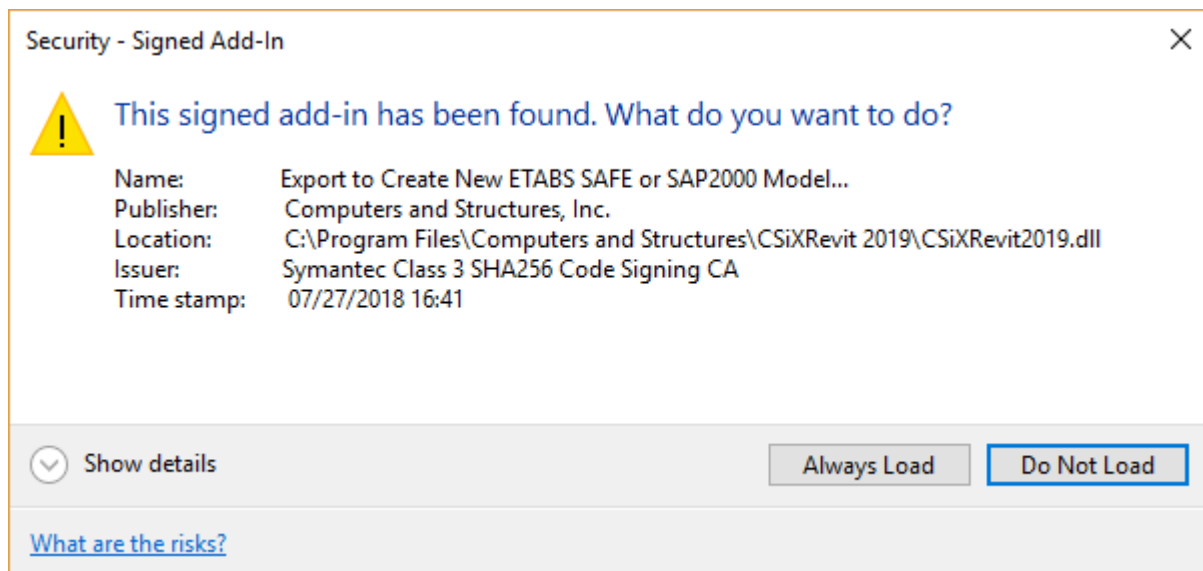 Security - Signed Add-In
This signed add-in has been found. What do you want to do?
Name: Export to Create New ETABS SAFE or SAP2000 Model...
Publisher: Computers and Structures, Inc.
Location: C:\Program Files\Computers and Structures\CSiXRevit 2019\CSiXRevit2019.dll
Issuer: Symantec Class 3 SHA256 Code Signing CA
Time stamp: 07/27/2018 16:41
Show details Always Load Do Not Load
What are the risks?